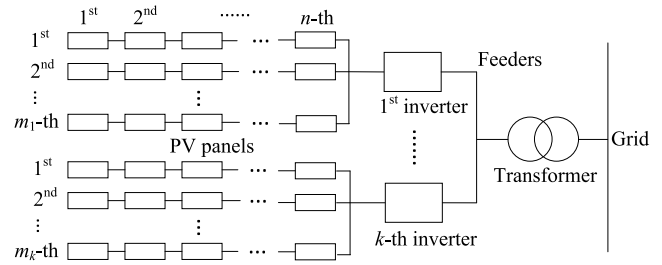 1st 2nd ...... n-th
1st
2nd
⋮
m1-th
PV panels
1st
2nd
⋮
mk-th
1st inverter
k-th inverter
Feeders
Transformer
Grid